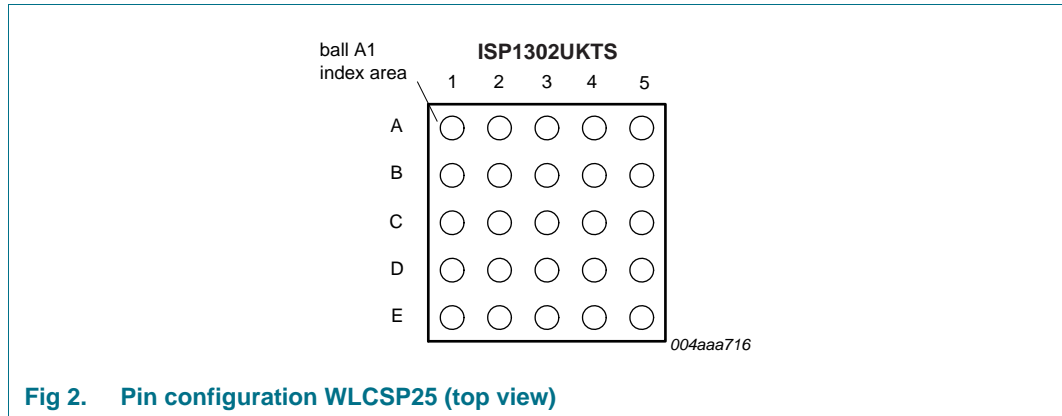 ball A1
index area
ISP1302UKTS
1 2 3 4 5
A
B
C
D
E
004aaa716
Fig 2. Pin configuration WLCSP25 (top view)